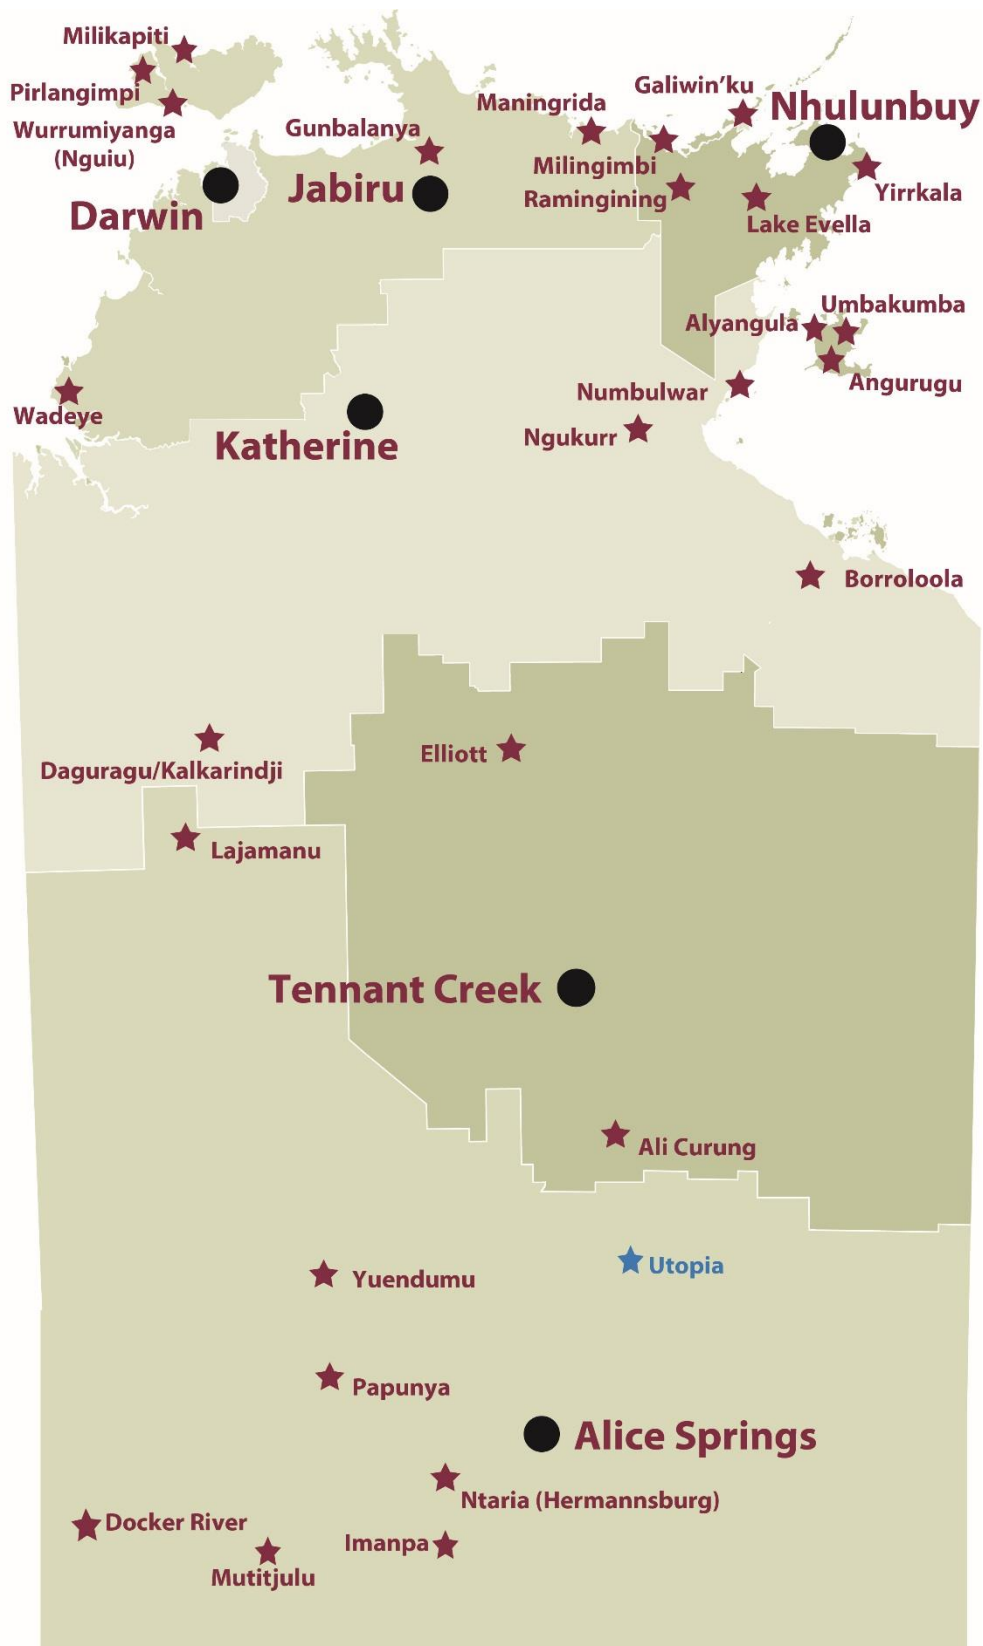 Milikapiti
Pirlangimpi
Wurrumiyanga
(Nguiu)
Darwin
Gunbalanya
Jabiru
Maningrida
Galiwin’ku
Nhulunbuy
Milingimbi
Ramingining
Yirrkala
Lake Evella
Umbakumba
Alyangula
Angurugu
Numbulwar
Wadeye
Katherine
Ngukurr
Borroloola
Elliott
Daguragu/Kalkarindji
Lajamanu
Tennant Creek
Ali Curung
Utopia
Yuendumu
Papunya
Alice Springs
Ntaria (Hermannsburg)
Docker River
Imanpa
Mutitjulu